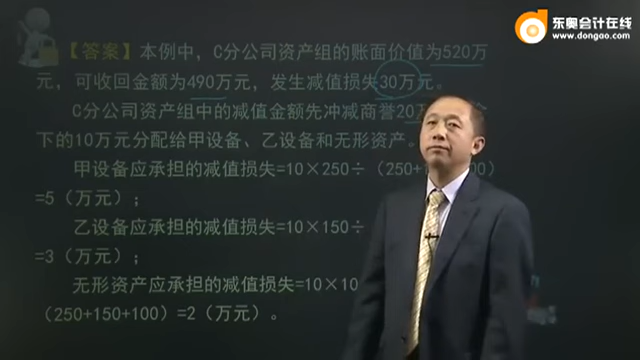 东奥会计在线
www.dongao.com
【答案】本例中，C分公司资产组的账面价值为520万
元，可收回金额为490万元，发生减值损失30万元。
C分公司资产组中的减值金额先冲减商誉20万
下的10万元分配给甲设备、乙设备和无形资产。
甲设备应承担的减值损失=10×250÷（250+
00）
=5（万元）；
乙设备应承担的减值损失=10×150÷
=3（万元）；
无形资产应承担的减值损失=10×10
（250+150+100）=2（万元）。